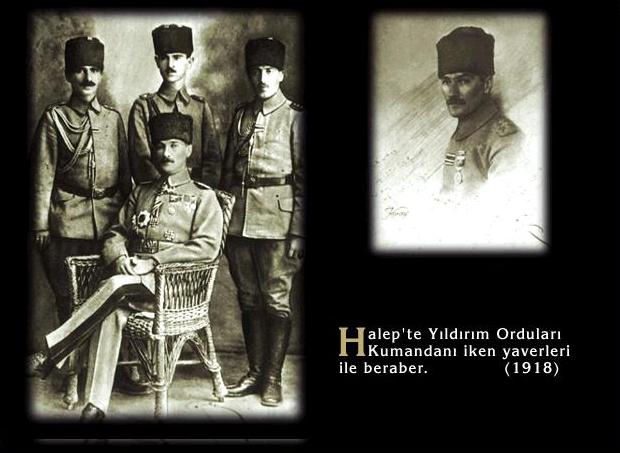 Halep'te Yıldırım Orduları
Kumandanı iken yaverleri
ile beraber. (1918)